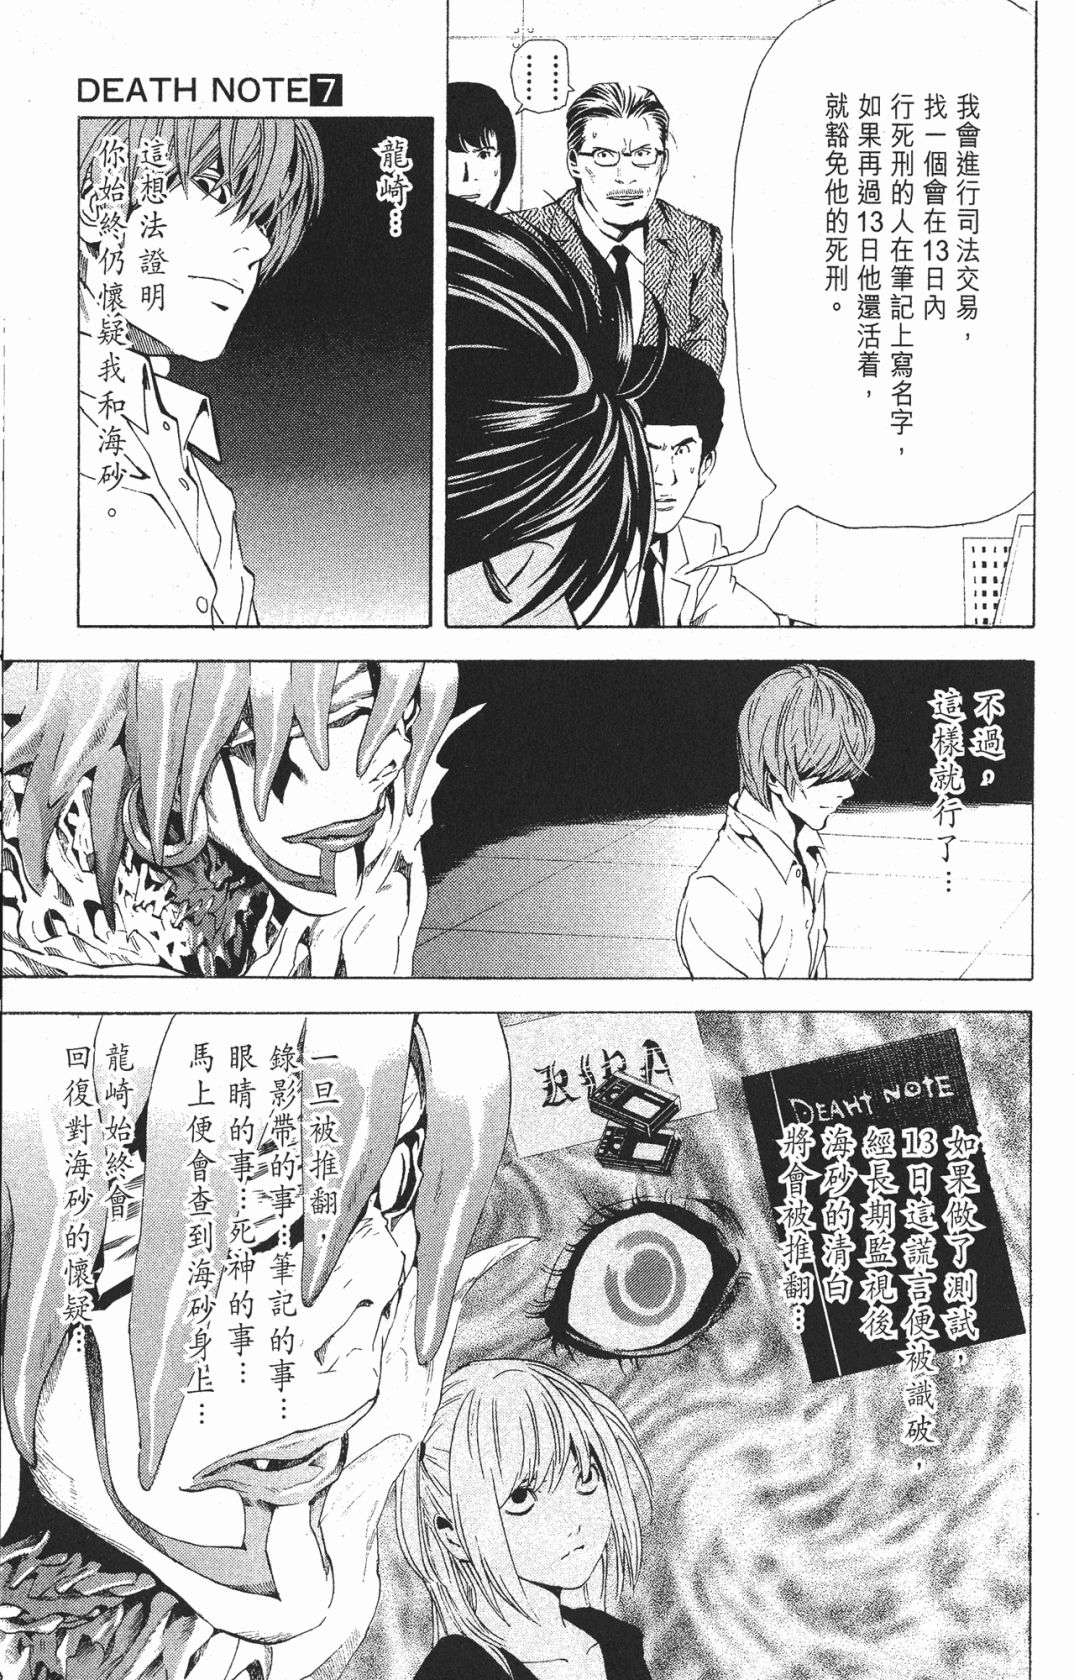 DEATH NOTE 7
⋯⋯⋯⋯
我會進行司法交易，
找一個會在13日內
行死刑的人在筆記上寫名字，
如果再過13日他還活着，
就豁免他的死刑。
龍崎…
這想法證明
你始終仍懷疑我和海砂。
不過，
這樣就行了…
KIRA
DEAHT NOTE
如果做了測試，
13日這謊言便被識破，
經長期監視後
海砂的清白
將會被推翻…
一旦被推翻，
錄影帶的事…筆記的事…
眼睛的事…死神的事…
馬上便會查到海砂身上…
龍崎始終會
回復對海砂的懷疑…